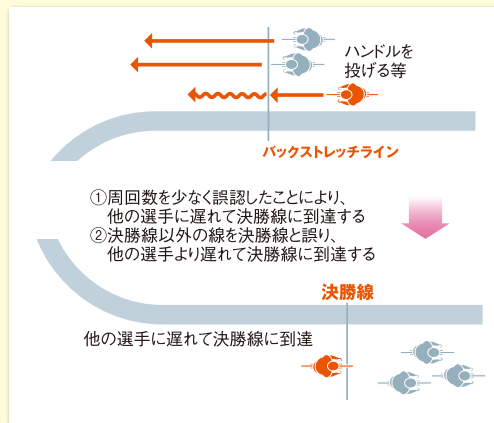 ハンドルを
投げる等
バックストレッチライン
①周回数を少なく誤認したことにより、
他の選手に遅れて決勝線に到達する
②決勝線以外の線を決勝線と誤り、
他の選手より遅れて決勝線に到達する
決勝線
他の選手に遅れて決勝線に到達